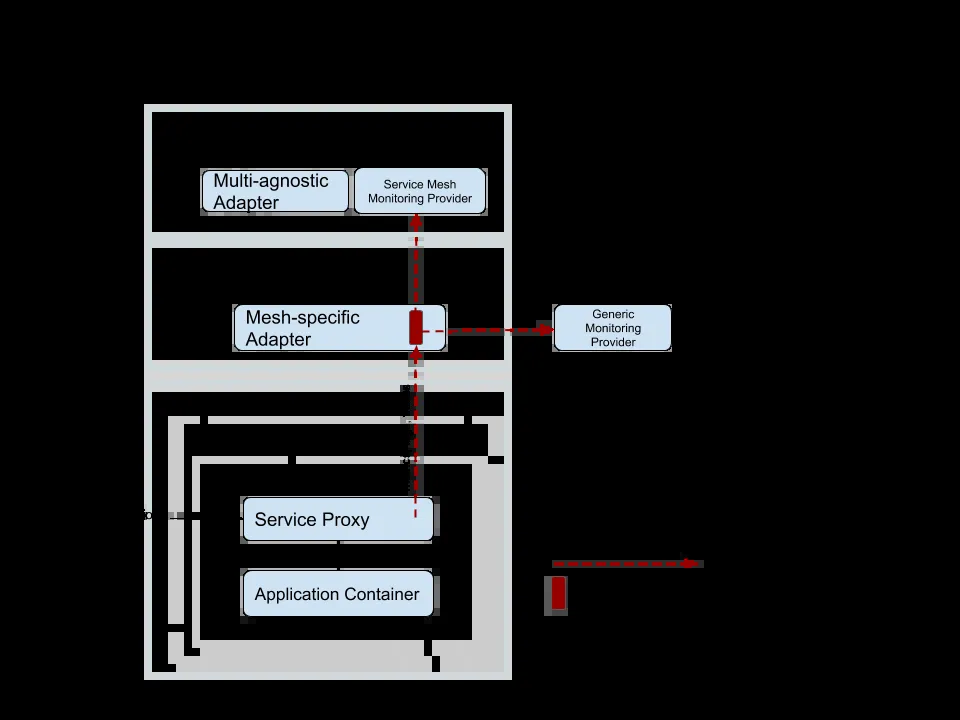 Multi-agnostic
Adapter
Service Mesh
Monitoring Provider
Mesh-specific
Adapter
Generic
Monitoring
Provider
Service Proxy
Application Container